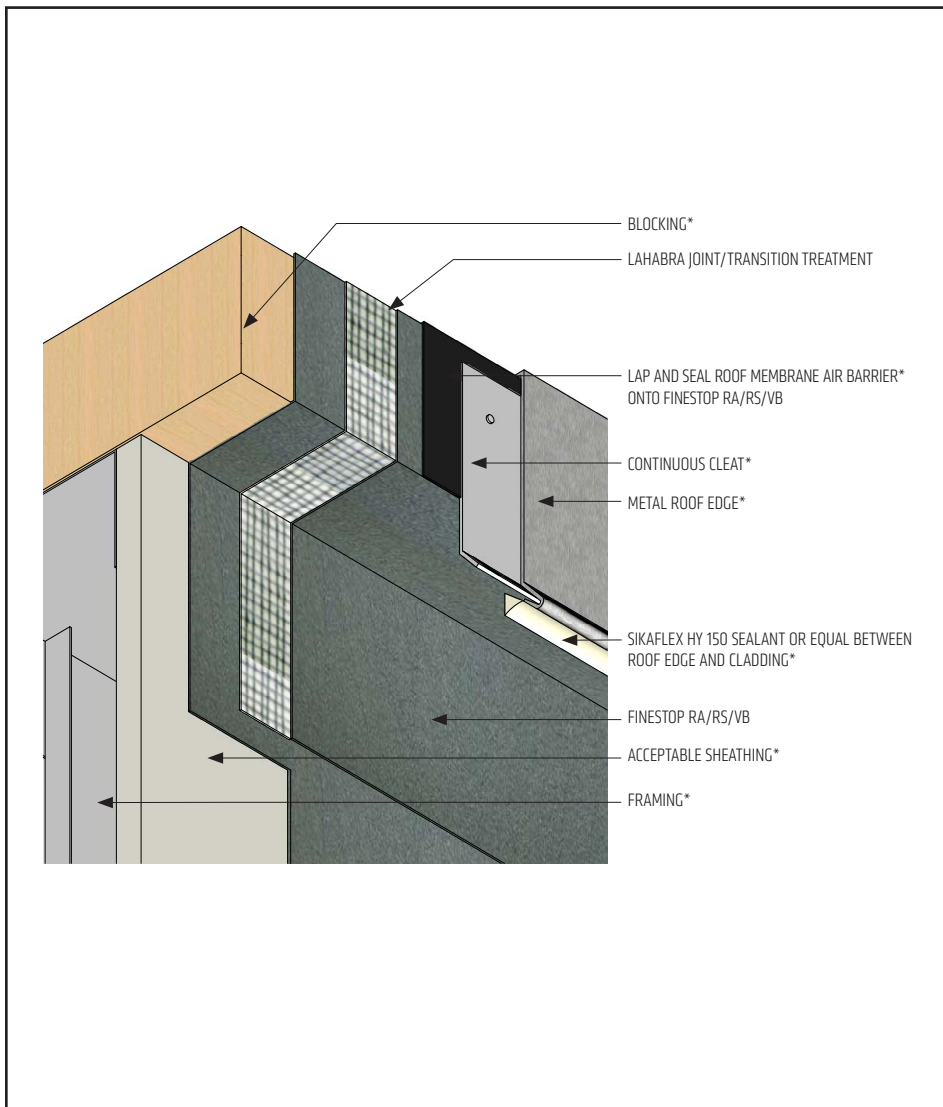 BLOCKING*
LAHABRA JOINT/TRANSITION TREATMENT
LAP AND SEAL ROOF MEMBRANE AIR BARRIER*
ONTO FINESTOP RA/RS/VB
CONTINUOUS CLEAT*
METAL ROOF EDGE*
SIKAFLEX HY 150 SEALANT OR EQUAL BETWEEN
ROOF EDGE AND CLADDING*
FINESTOP RA/RS/VB
ACCEPTABLE SHEATHING*
FRAMING*